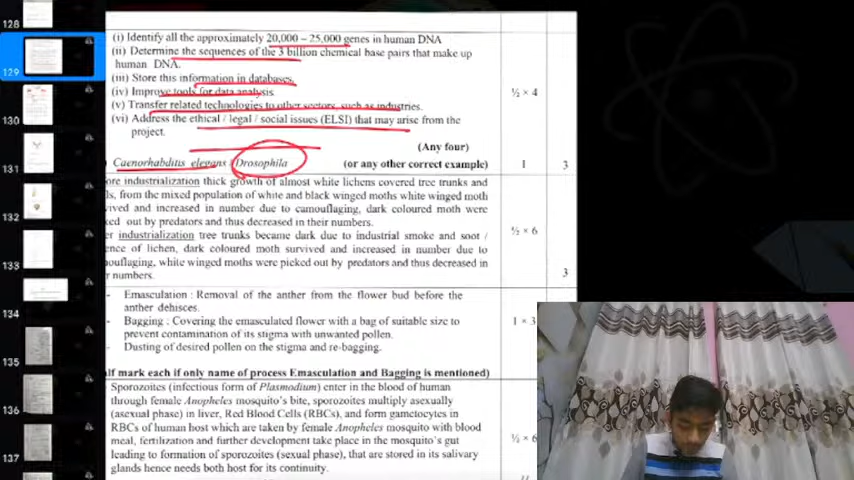 128
129
130
131
132
133
134
135
136
137
(i) Identify all the approximately 20,000 – 25,000 genes in human DNA
(ii) Determine the sequences of the 3 billion chemical base pairs that make up
human DNA.
(iii) Store this information in databases.
(iv) Improve tools for data analysis.
(v) Transfer related technologies to other sectors, such as industries.
(vi) Address the ethical / legal / social issues (ELSI) that may arise from the
project.
(Any four)
½ × 4
Caenorhabditis elegans / Drosophila (or any other correct example)
1 3
ore industrialization thick growth of almost white lichens covered tree trunks and
s, from the mixed population of white and black winged moths white winged moth
vived and increased in number due to camouflaging, dark coloured moth were
ked out by predators and thus decreased in their numbers.
er industrialization tree trunks became dark due to industrial smoke and soot /
ence of lichen, dark coloured moth survived and increased in number due to
ouflaging, white winged moths were picked out by predators and thus decreased in
r numbers.
½ × 6
3
- Emasculation : Removal of the anther from the flower bud before the
anther dehisces.
- Bagging : Covering the emasculated flower with a bag of suitable size to
prevent contamination of its stigma with unwanted pollen.
- Dusting of desired pollen on the stigma and re-bagging.
1 × 3
lf mark each if only name of process Emasculation and Bagging is mentioned)
Sporozoites (infectious form of Plasmodium) enter in the blood of human
through female Anopheles mosquito's bite, sporozoites multiply asexually
(asexual phase) in liver, Red Blood Cells (RBCs), and form gametocytes in
RBCs of human host which are taken by female Anopheles mosquito with blood
meal, fertilization and further development take place in the mosquito's gut
leading to formation of sporozoites (sexual phase), that are stored in its salivary
glands hence needs both host for its continuity.
½ × 6